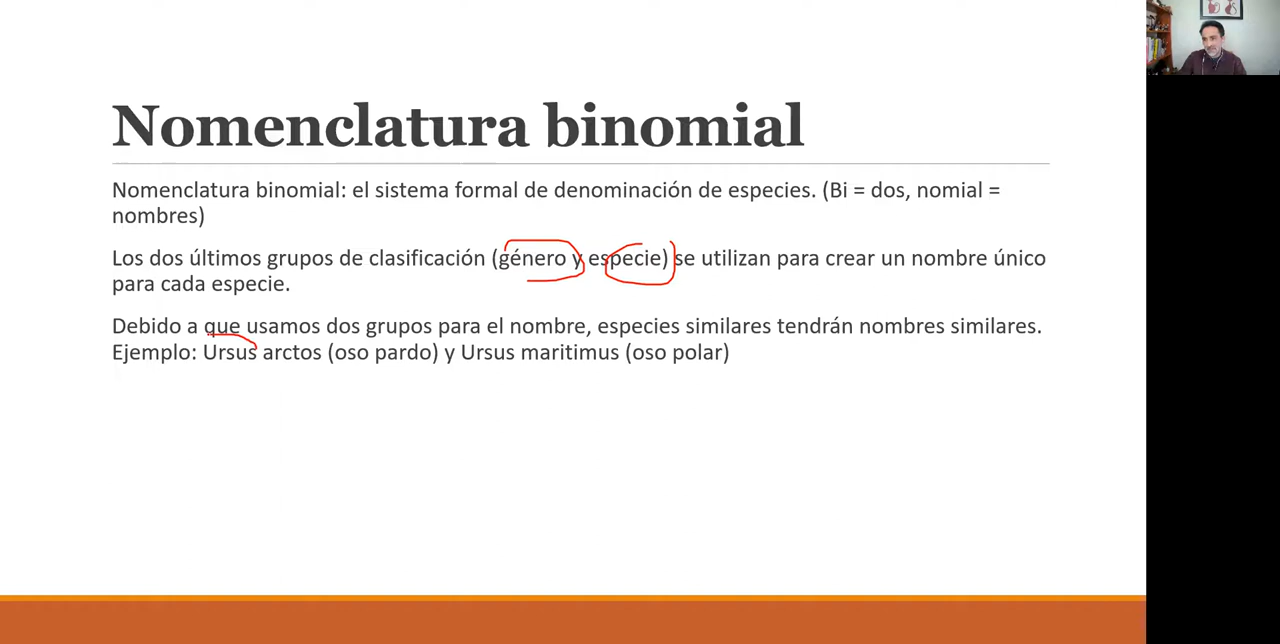 Nomenclatura binomial
Nomenclatura binomial: el sistema formal de denominación de especies. (Bi = dos, nomial =
nombres)
Los dos últimos grupos de clasificación (género y especie) se utilizan para crear un nombre único
para cada especie.
Debido a que usamos dos grupos para el nombre, especies similares tendrán nombres similares.
Ejemplo: Ursus arctos (oso pardo) y Ursus maritimus (oso polar)